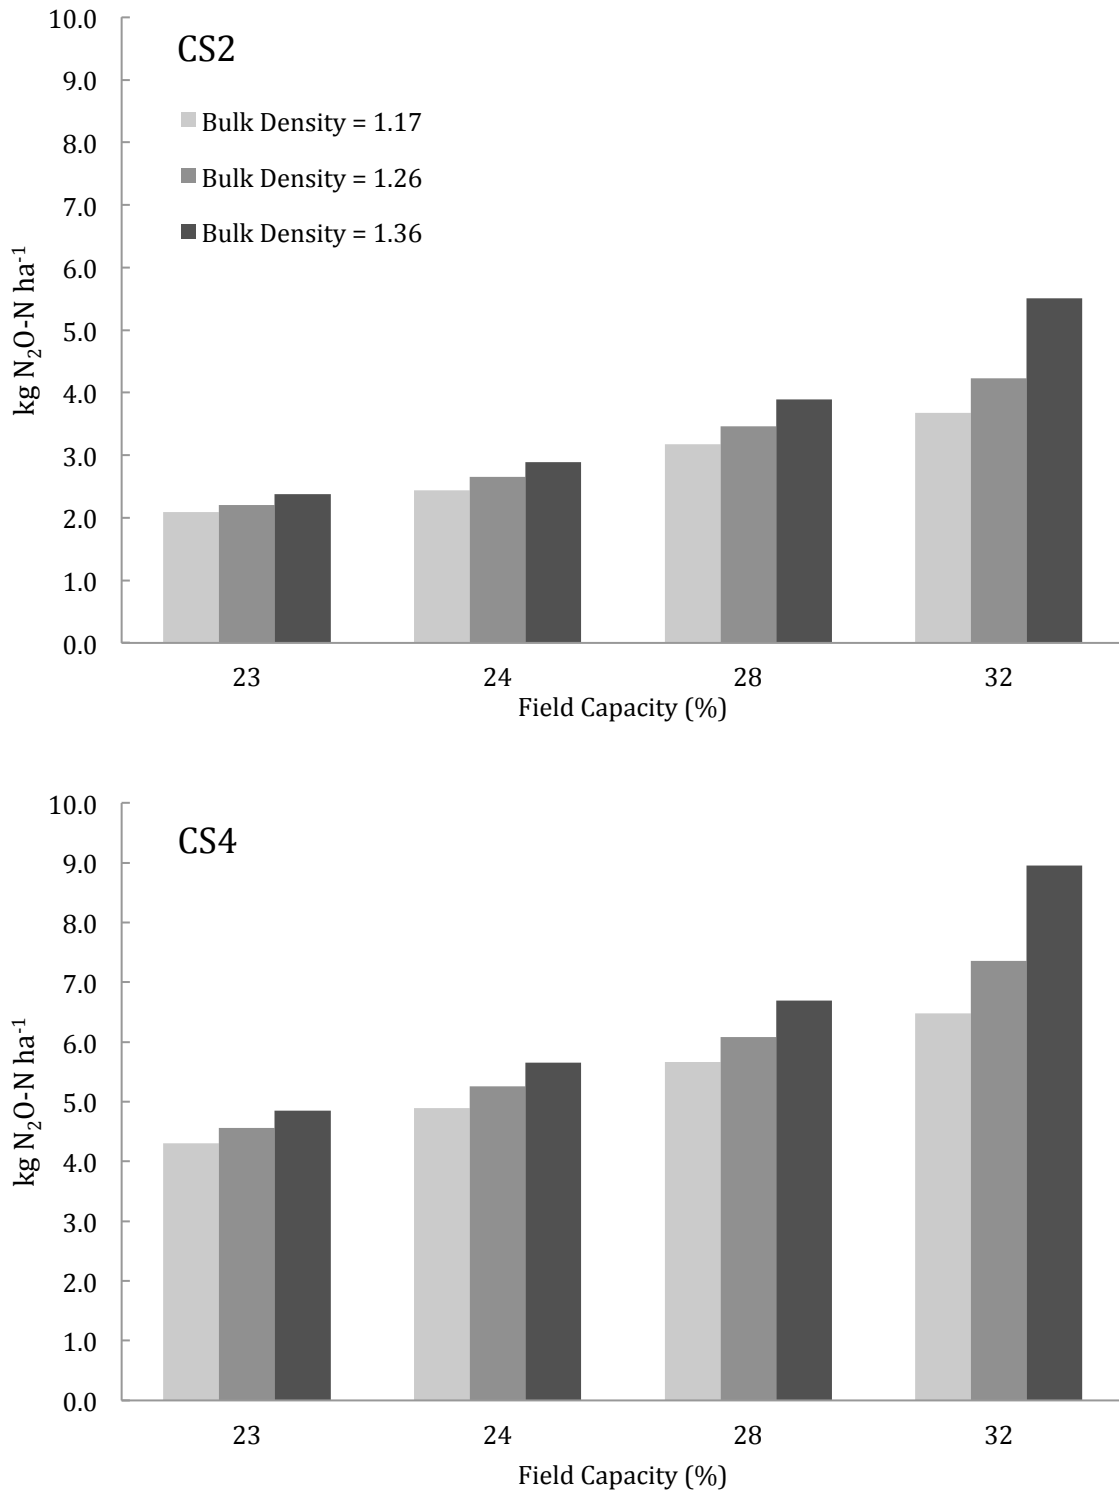 CS2
Bulk Density = 1.17
Bulk Density = 1.26
Bulk Density = 1.36
kg N₂O-N ha⁻¹
10.0
9.0
8.0
7.0
6.0
5.0
4.0
3.0
2.0
1.0
0.0
23 24 28 32
Field Capacity (%)
CS4
kg N₂O-N ha⁻¹
10.0
9.0
8.0
7.0
6.0
5.0
4.0
3.0
2.0
1.0
0.0
23 24 28 32
Field Capacity (%)